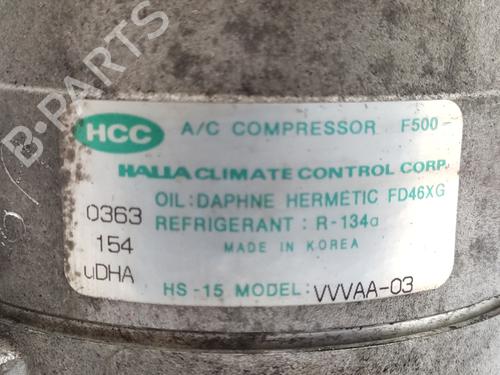 B-PARTS
HCC A/C COMPRESSOR F500-
HALLA CLIMATE CONTROL CORP.
OIL: DAPHNE HERMETIC FD46XG
0363 REFRIGERANT : R-134a
154 MADE IN KOREA
uDHA HS-15 MODEL: VVVAA-03